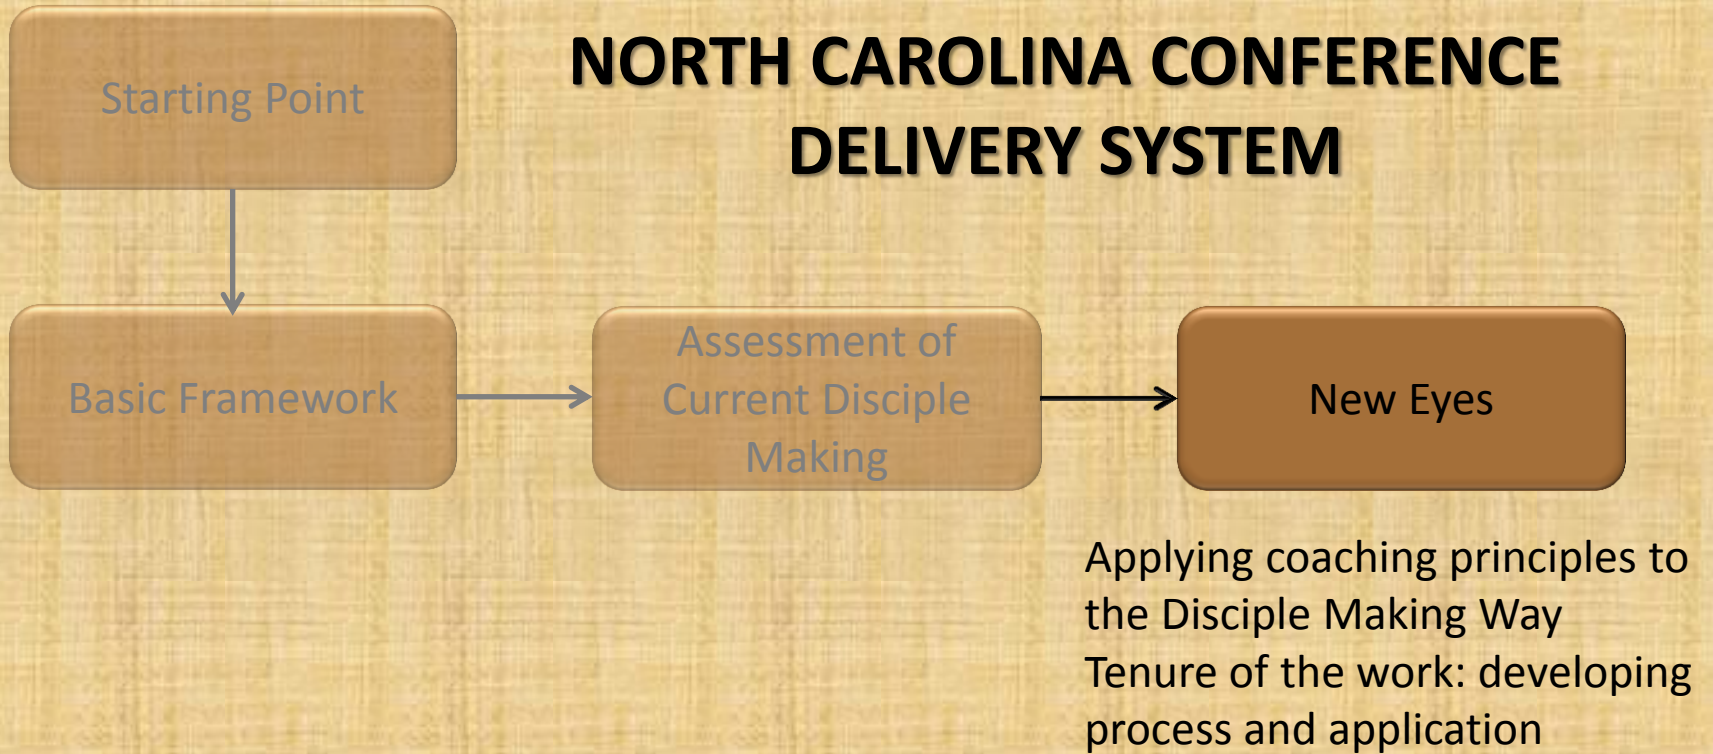 NORTH CAROLINA CONFERENCE
DELIVERY SYSTEM
Starting Point
Basic Framework
Assessment of
Current Disciple
Making
New Eyes
Applying coaching principles to
the Disciple Making Way
Tenure of the work: developing
process and application